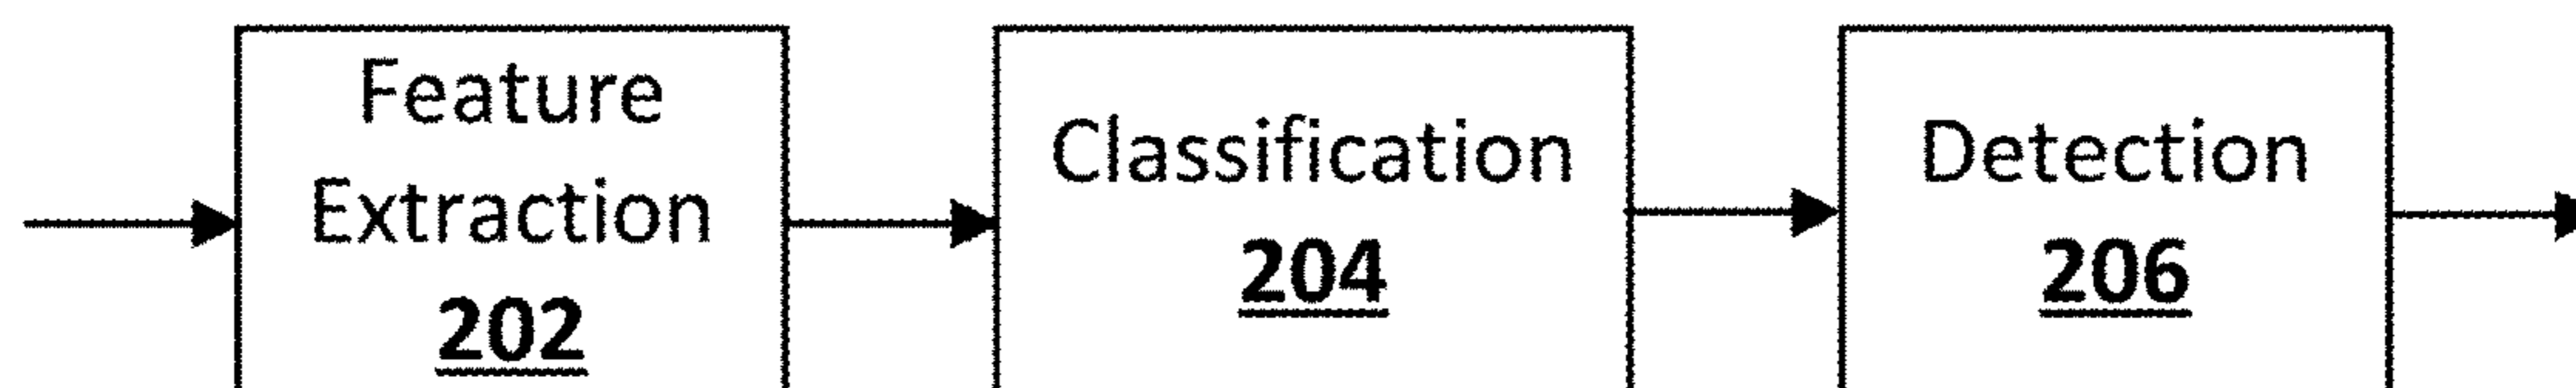 Feature
Extraction
202
Classification
204
Detection
206